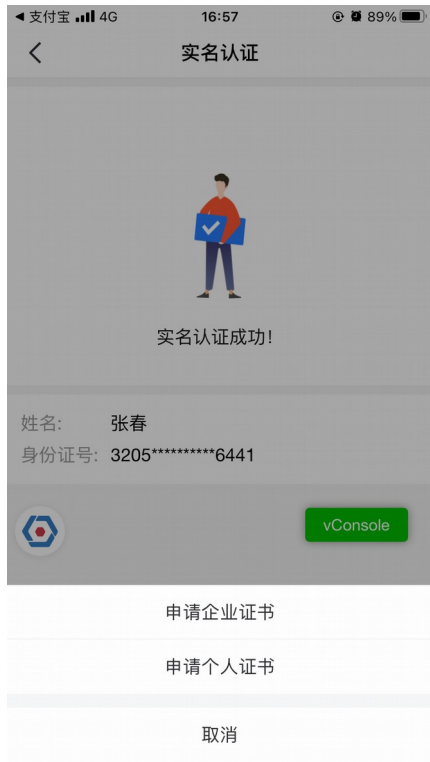 支付宝 4G 16:57 89%
实名认证
实名认证成功!
姓名: 张春
身份证号: 3205**********6441
vConsole
申请企业证书
申请个人证书
取消